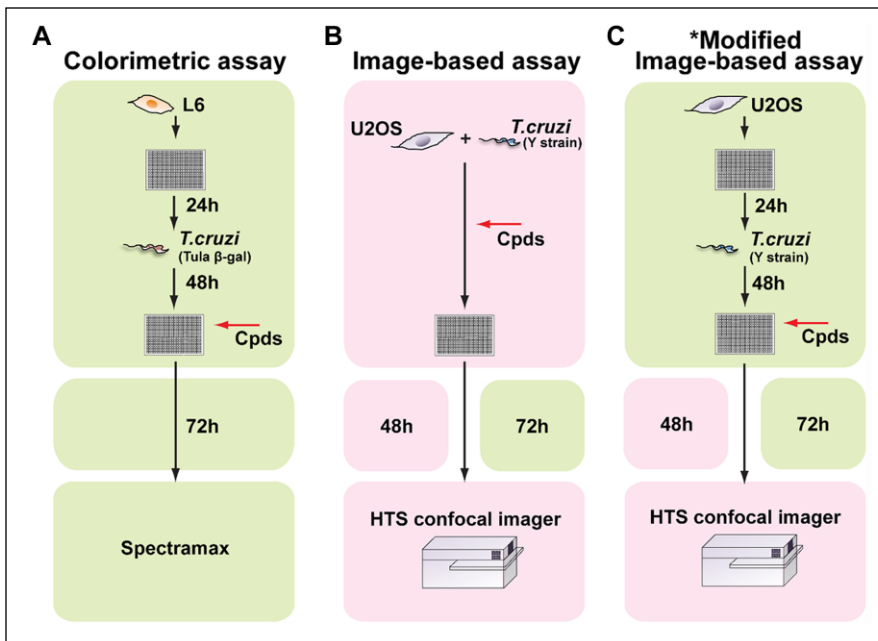 A
Colorimetric assay
L6
24h
T.cruzi
(Tula β-gal)
48h
Cpds
72h
Spectramax
B
Image-based assay
U2OS
+
T.cruzi
(Y strain)
Cpds
48h
72h
HTS confocal imager
C
*Modified
Image-based assay
U2OS
24h
T.cruzi
(Y strain)
48h
Cpds
48h
72h
HTS confocal imager